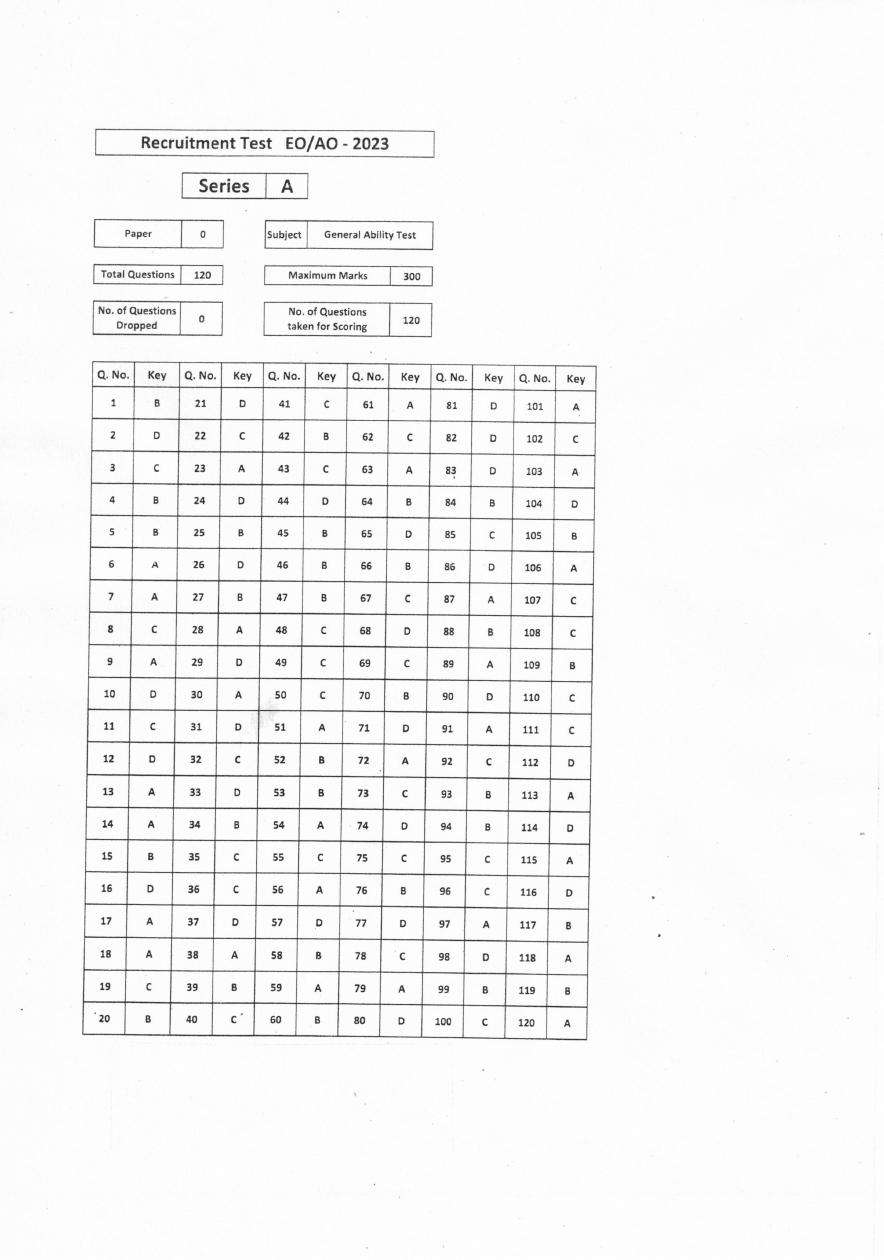 Recruitment Test EO/AO - 2023
Series A
Paper 0 Subject General Ability Test
Total Questions 120 Maximum Marks 300
No. of Questions Dropped 0 No. of Questions taken for Scoring 120
Q. No. Key Q. No. Key Q. No. Key Q. No. Key Q. No. Key Q. No. Key
1 B 21 D 41 C 61 A 81 D 101 A
2 D 22 C 42 B 62 C 82 D 102 C
3 C 23 A 43 C 63 A 83 D 103 A
4 B 24 D 44 D 64 B 84 B 104 D
5 B 25 B 45 B 65 D 85 C 105 B
6 A 26 D 46 B 66 B 86 D 106 A
7 A 27 B 47 B 67 C 87 A 107 C
8 C 28 A 48 C 68 D 88 B 108 C
9 A 29 D 49 C 69 C 89 A 109 B
10 D 30 A 50 C 70 B 90 D 110 C
11 C 31 D 51 A 71 D 91 A 111 C
12 D 32 C 52 B 72 A 92 C 112 D
13 A 33 D 53 B 73 C 93 B 113 A
14 A 34 B 54 A 74 D 94 B 114 D
15 B 35 C 55 C 75 C 95 C 115 A
16 D 36 C 56 A 76 B 96 C 116 D
17 A 37 D 57 D 77 D 97 A 117 B
18 A 38 A 58 B 78 C 98 D 118 A
19 C 39 B 59 A 79 A 99 B 119 B
20 B 40 C 60 B 80 D 100 C 120 A